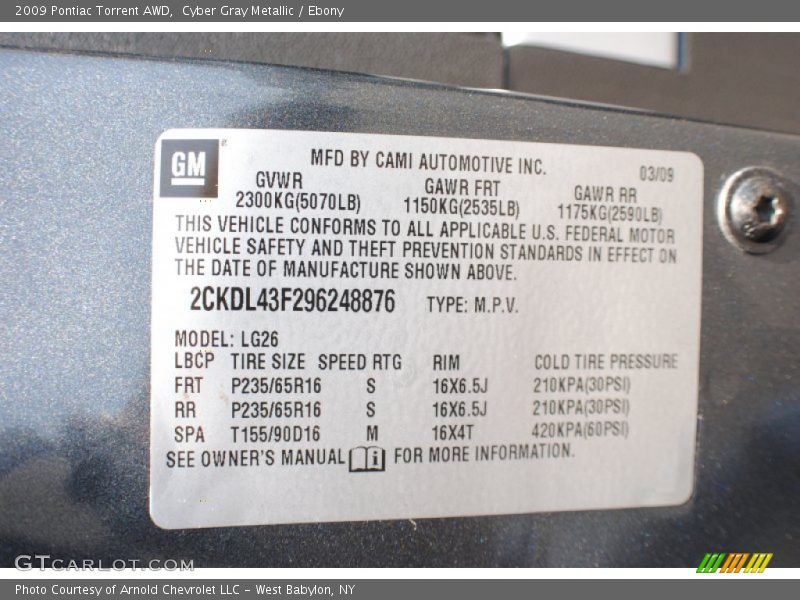 2009 Pontiac Torrent AWD, Cyber Gray Metallic / Ebony
GM
MFD BY CAMI AUTOMOTIVE INC. 03/09
GVWR GAWR FRT GAWR RR
2300KG(5070LB) 1150KG(2535LB) 1175KG(2590LB)
THIS VEHICLE CONFORMS TO ALL APPLICABLE U.S. FEDERAL MOTOR
VEHICLE SAFETY AND THEFT PREVENTION STANDARDS IN EFFECT ON
THE DATE OF MANUFACTURE SHOWN ABOVE.
2CKDL43F296248876 TYPE: M.P.V.
MODEL: LG26
LBCP TIRE SIZE SPEED RTG RIM COLD TIRE PRESSURE
FRT P235/65R16 S 16X6.5J 210KPA(30PSI)
RR P235/65R16 S 16X6.5J 210KPA(30PSI)
SPA T155/90D16 M 16X4T 420KPA(60PSI)
SEE OWNER'S MANUAL i FOR MORE INFORMATION.
GTCARLOT.COM
Photo Courtesy of Arnold Chevrolet LLC - West Babylon, NY